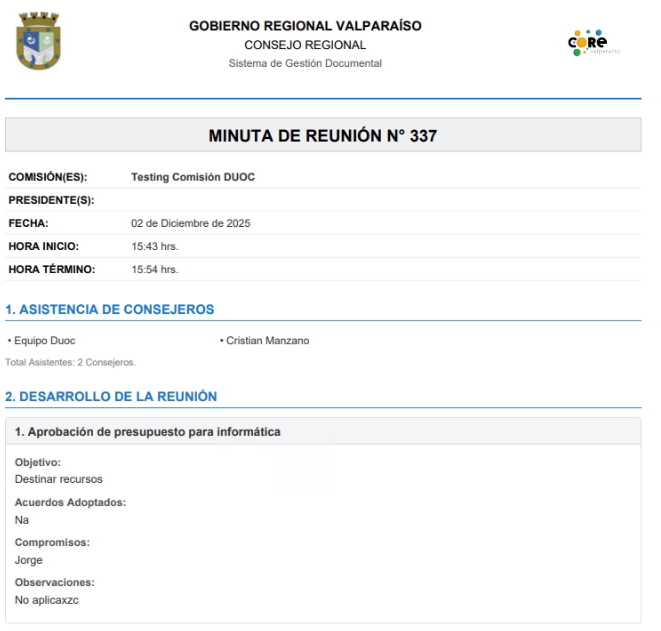 GOBIERNO REGIONAL VALPARAÍSO
CONSEJO REGIONAL
Sistema de Gestión Documental
CORe
valparaíso
MINUTA DE REUNIÓN N° 337
COMISIÓN(ES): Testing Comisión DUOC
PRESIDENTE(S):
FECHA: 02 de Diciembre de 2025
HORA INICIO: 15:43 hrs.
HORA TÉRMINO: 15:54 hrs.
1. ASISTENCIA DE CONSEJEROS
• Equipo Duoc • Cristian Manzano
Total Asistentes: 2 Consejeros.
2. DESARROLLO DE LA REUNIÓN
1. Aprobación de presupuesto para informática
Objetivo:
Destinar recursos
Acuerdos Adoptados:
Na
Compromisos:
Jorge
Observaciones:
No aplicaxzc